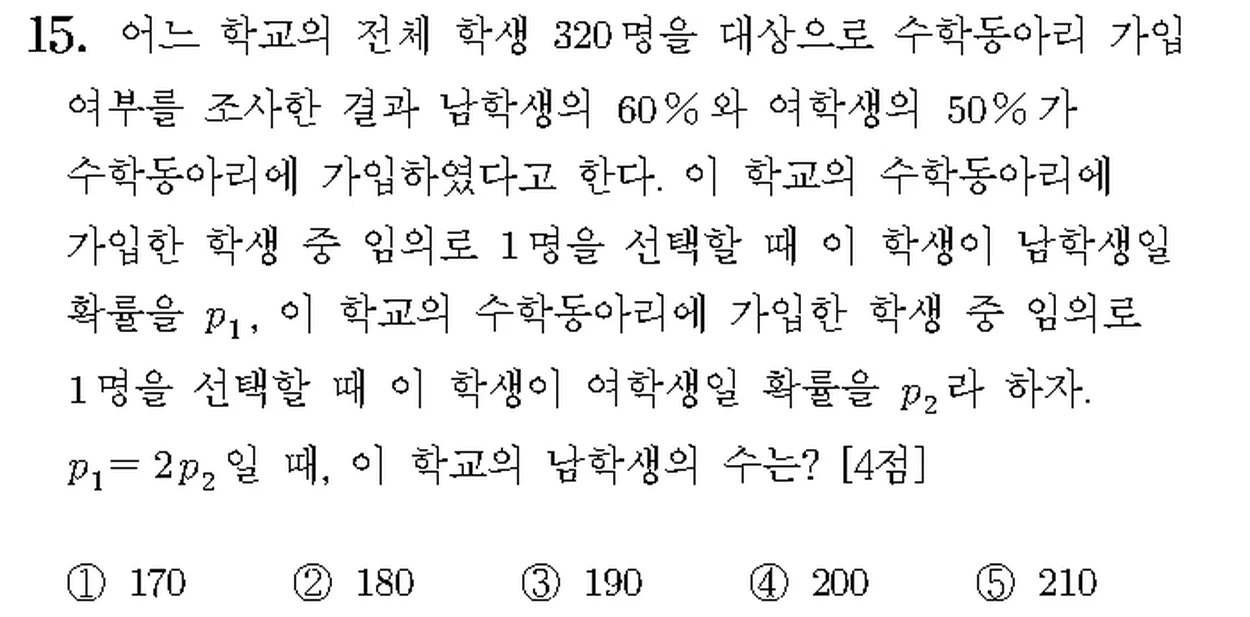 15. 어느 학교의 전체 학생 320명을 대상으로 수학동아리 가입
여부를 조사한 결과 남학생의 60%와 여학생의 50%가
수학동아리에 가입하였다고 한다. 이 학교의 수학동아리에
가입한 학생 중 임의로 1명을 선택할 때 이 학생이 남학생일
확률을 p₁, 이 학교의 수학동아리에 가입한 학생 중 임의로
1명을 선택할 때 이 학생이 여학생일 확률을 p₂라 하자.
p₁= 2p₂일 때, 이 학교의 남학생의 수는? [4점]
① 170 ② 180 ③ 190 ④ 200 ⑤ 210